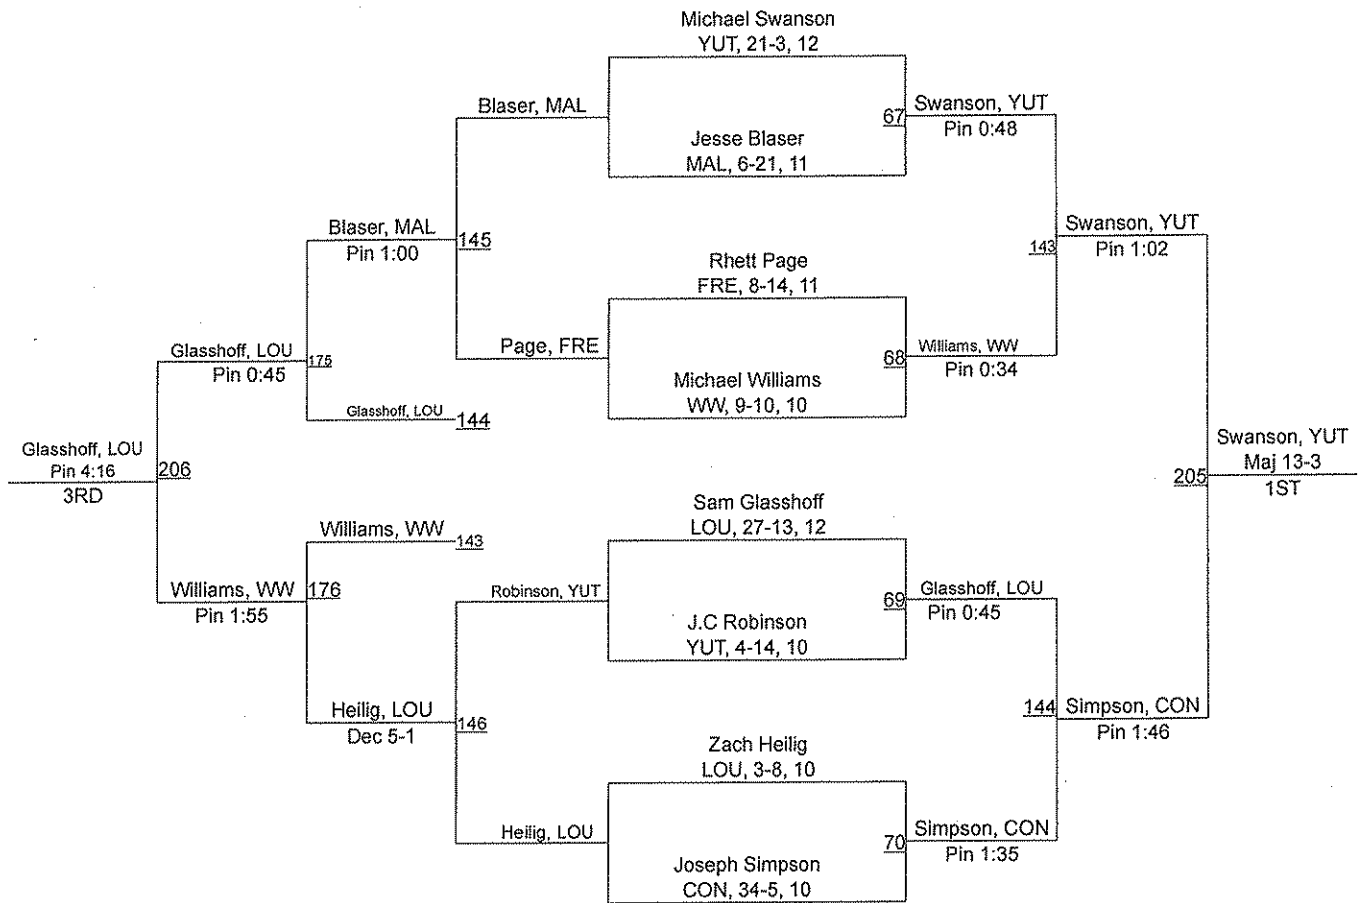 Michael Swanson
YUT, 21-3, 12
Blaser, MAL
67
Swanson, YUT
Pin 0:48
Jesse Blaser
MAL, 6-21, 11
Blaser, MAL
Pin 1:00
145
143
Swanson, YUT
Pin 1:02
Rhett Page
FRE, 8-14, 11
Glasshoff, LOU
Pin 0:45
175
Page, FRE
68
Williams, WW
Pin 0:34
Michael Williams
WW, 9-10, 10
Glasshoff, LOU
144
Glasshoff, LOU
Pin 4:16
3RD
206
205
Swanson, YUT
Maj 13-3
1ST
Sam Glasshoff
LOU, 27-13, 12
Williams, WW
143
Williams, WW
Pin 1:55
176
Robinson, YUT
69
Glasshoff, LOU
Pin 0:45
J.C Robinson
YUT, 4-14, 10
Heilig, LOU
Dec 5-1
146
144
Simpson, CON
Pin 1:46
Zach Heilig
LOU, 3-8, 10
Heilig, LOU
70
Simpson, CON
Pin 1:35
Joseph Simpson
CON, 34-5, 10